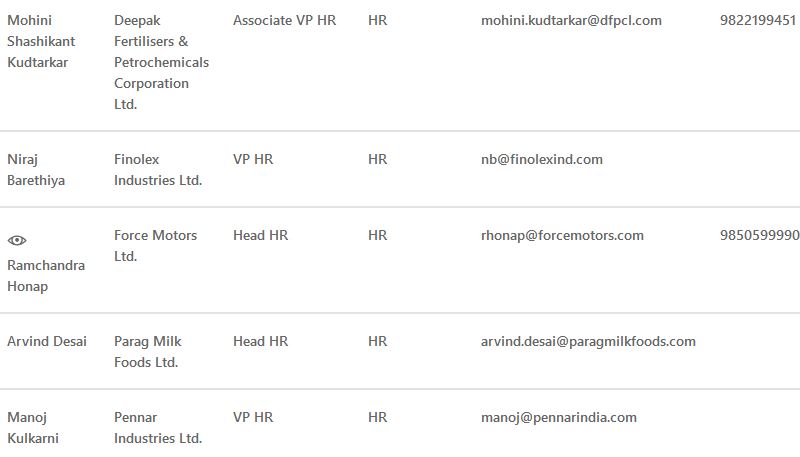 Mohini Shashikant Kudtarkar Deepak Fertilisers & Petrochemicals Corporation Ltd. Associate VP HR HR mohini.kudtarkar@dfpcl.com 9822199451
Niraj Barethiya Finolex Industries Ltd. VP HR HR nb@finolexind.com
Ramchandra Honap Force Motors Ltd. Head HR HR rhonap@forcemotors.com 9850599990
Arvind Desai Parag Milk Foods Ltd. Head HR HR arvind.desai@paragmilkfoods.com
Manoj Kulkarni Pennar Industries Ltd. VP HR HR manoj@pennarindia.com